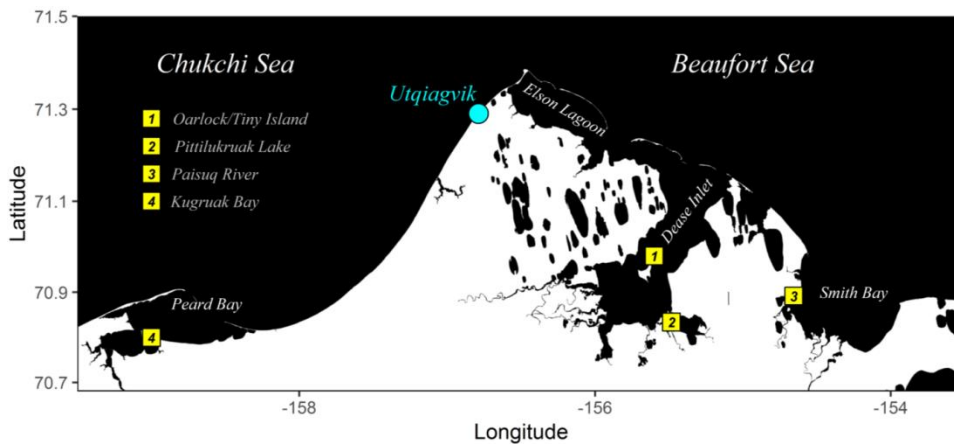 71.5
71.3
71.1
70.9
70.7
Latitude
Chukchi Sea
Beaufort Sea
Utqiagvik
Elson Lagoon
1 Oarlock/Tiny Island
2 Pittilukruak Lake
3 Paisuq River
4 Kugruak Bay
Dease Inlet
1
Peard Bay
3
Smith Bay
2
4
-158
-156
-154
Longitude